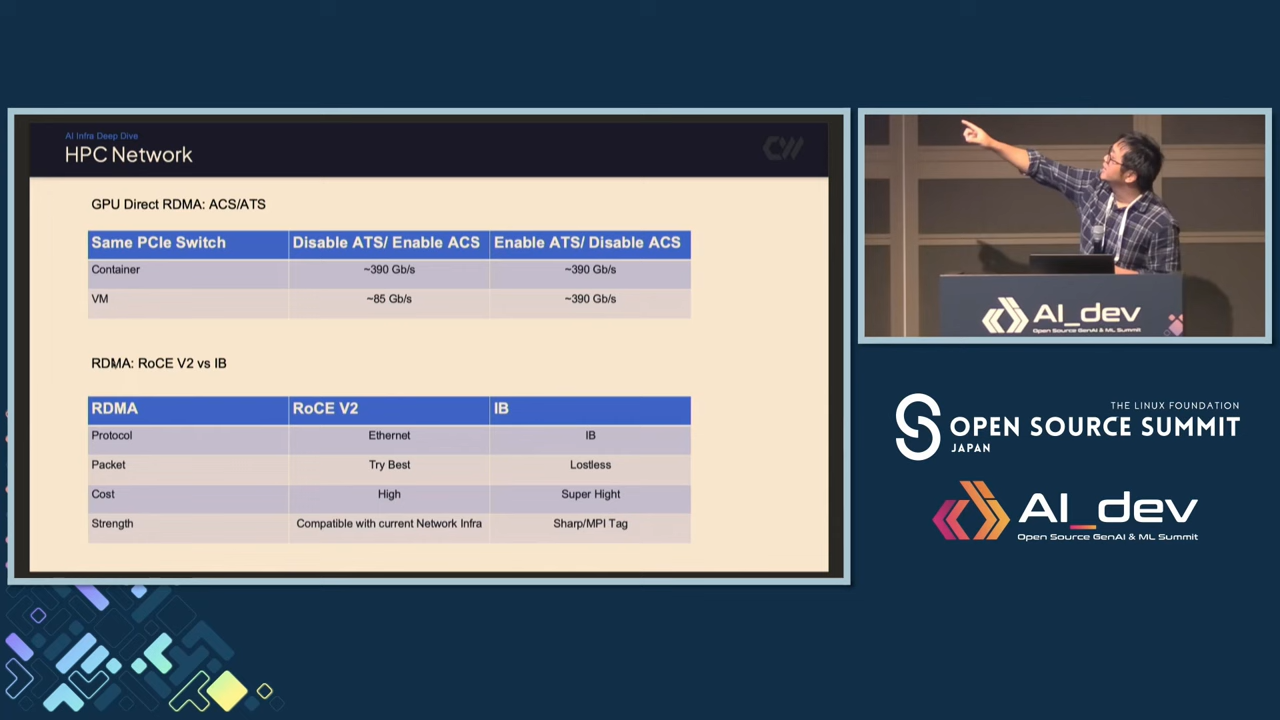 AI Infra Deep Dive
HPC Network
GPU Direct RDMA: ACS/ATS
Same PCIe Switch Disable ATS/ Enable ACS Enable ATS/ Disable ACS
Container ~390 Gb/s ~390 Gb/s
VM ~85 Gb/s ~390 Gb/s
RDMA: RoCE V2 vs IB
RDMA RoCE V2 IB
Protocol Ethernet IB
Packet Try Best Lostless
Cost High Super Hight
Strength Compatible with current Network Infra Sharp/MPI Tag
AI_dev
Open Source GenAI & ML Summit
THE LINUX FOUNDATION
OPEN SOURCE SUMMIT
JAPAN
AI_dev
Open Source GenAI & ML Summit